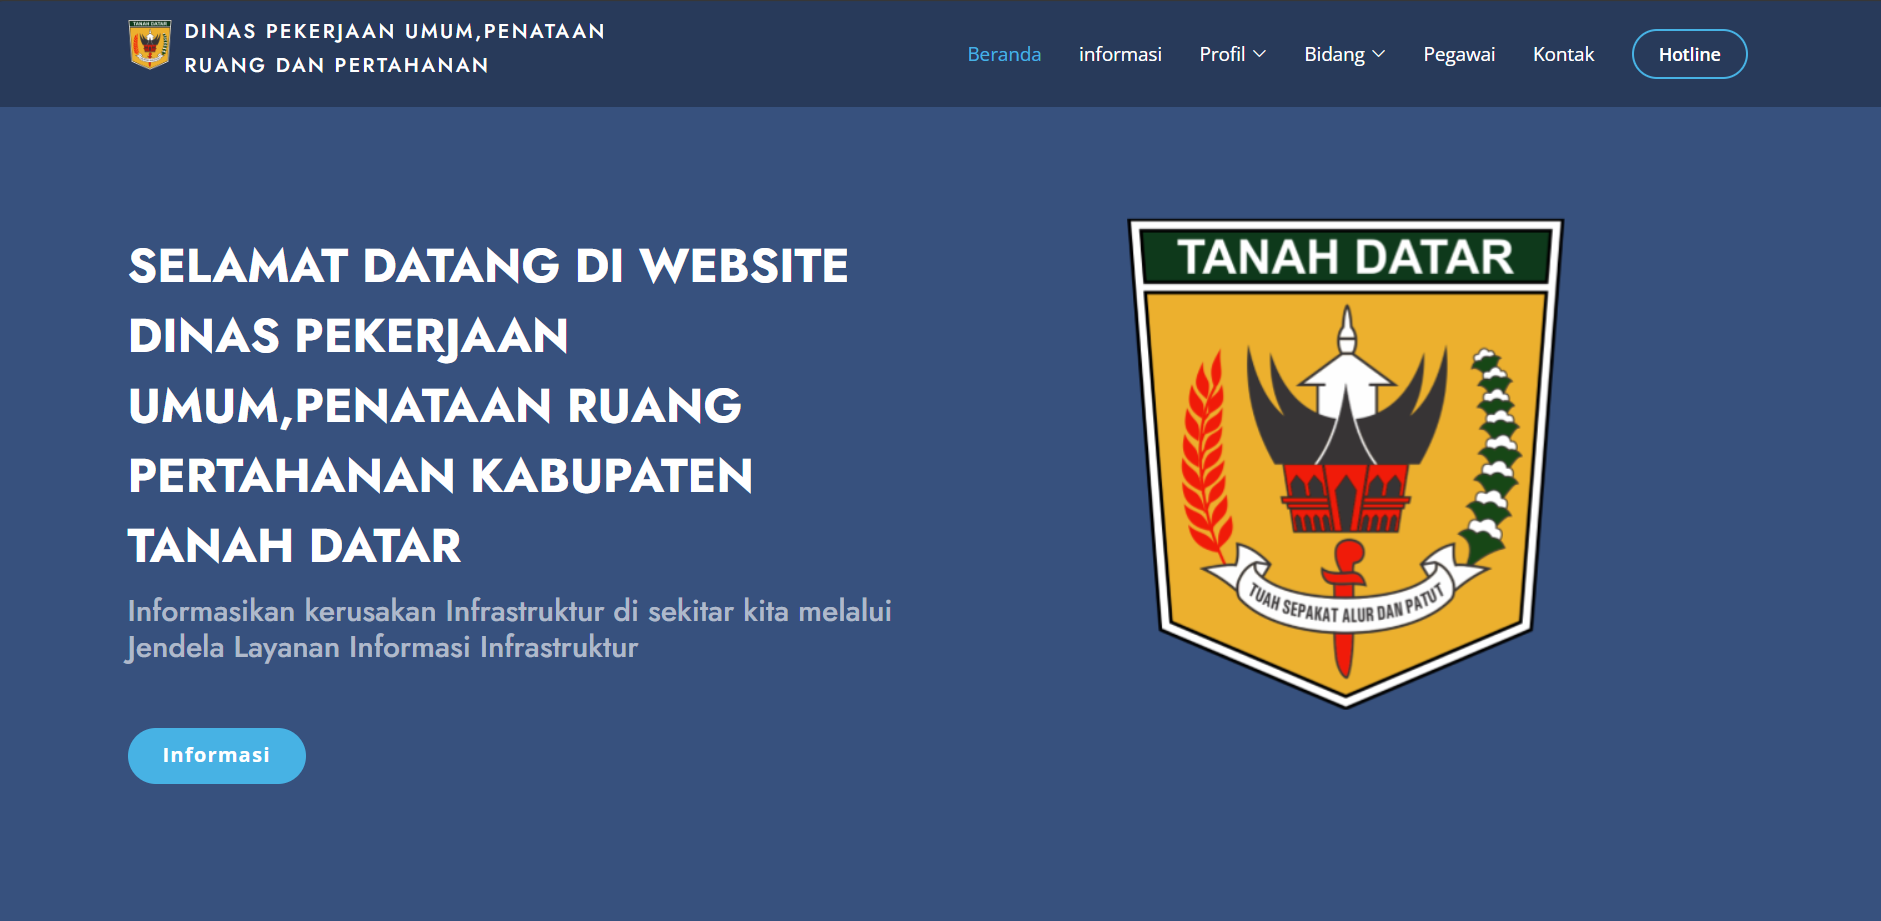 DINAS PEKERJAAN UMUM,PENATAAN
RUANG DAN PERTAHANAN
Beranda informasi Profil Bidang Pegawai Kontak Hotline
SELAMAT DATANG DI WEBSITE
DINAS PEKERJAAN
UMUM,PENATAAN RUANG
PERTAHANAN KABUPATEN
TANAH DATAR
Informasikan kerusakan Infrastruktur di sekitar kita melalui
Jendela Layanan Informasi Infrastruktur
Informasi
TANAH DATAR
TUAH SEPAKAT ALUR DAN PATUT